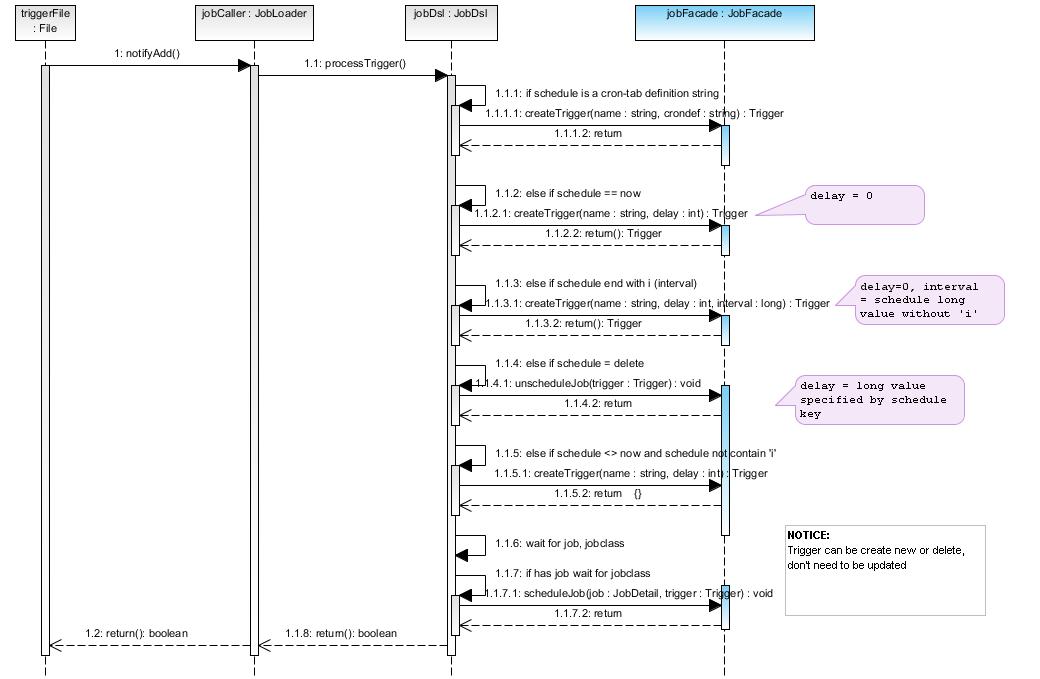 triggerFile
: File
jobCaller : JobLoader
jobDsl : JobDsl
jobFacade : JobFacade
1: notifyAdd()
1.1: processTrigger()
1.1.1: if schedule is a cron-tab definition string
1.1.1.1: createTrigger(name : string, crondef : string) : Trigger
1.1.1.2: return
1.1.2: else if schedule == now
delay = 0
1.1.2.1: createTrigger(name : string, delay : int) : Trigger
1.1.2.2: return(): Trigger
1.1.3: else if schedule end with i (interval)
delay=0, interval
= schedule long
value without 'i'
1.1.3.1: createTrigger(name : string, delay : int, interval : long) : Trigger
1.1.3.2: return(): Trigger
1.1.4: else if schedule = delete
1.1.4.1: unscheduleJob(trigger : Trigger) : void
delay = long value
specified by schedule
key
1.1.4.2: return
1.1.5: else if schedule <> now and schedule not contain 'i'
1.1.5.1: createTrigger(name : string, delay : int) : Trigger
1.1.5.2: return {}
1.1.6: wait for job, jobclass
NOTICE:
Trigger can be create new or delete,
don't need to be updated
1.1.7: if has job wait for jobclass
1.1.7.1: scheduleJob(job : JobDetail, trigger : Trigger) : void
1.1.7.2: return
1.2: return(): boolean
1.1.8: return(): boolean